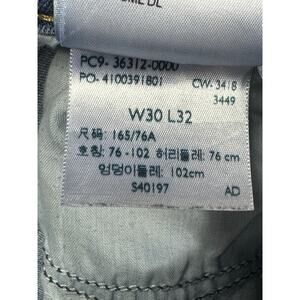 PC9- 36312-0000
PO- 4100391801 CW- 3418
3449
W30 L32
尺码: 165/76A
호칭: 76 -102 허리둘레: 76 cm
엉덩이둘레: 102cm
S40197 AD